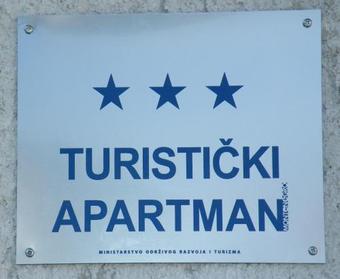 TURISTIČKI
APARTMAN
MINISTARSTVO ODRŽIVOG RAZVOJA I TURIZMA